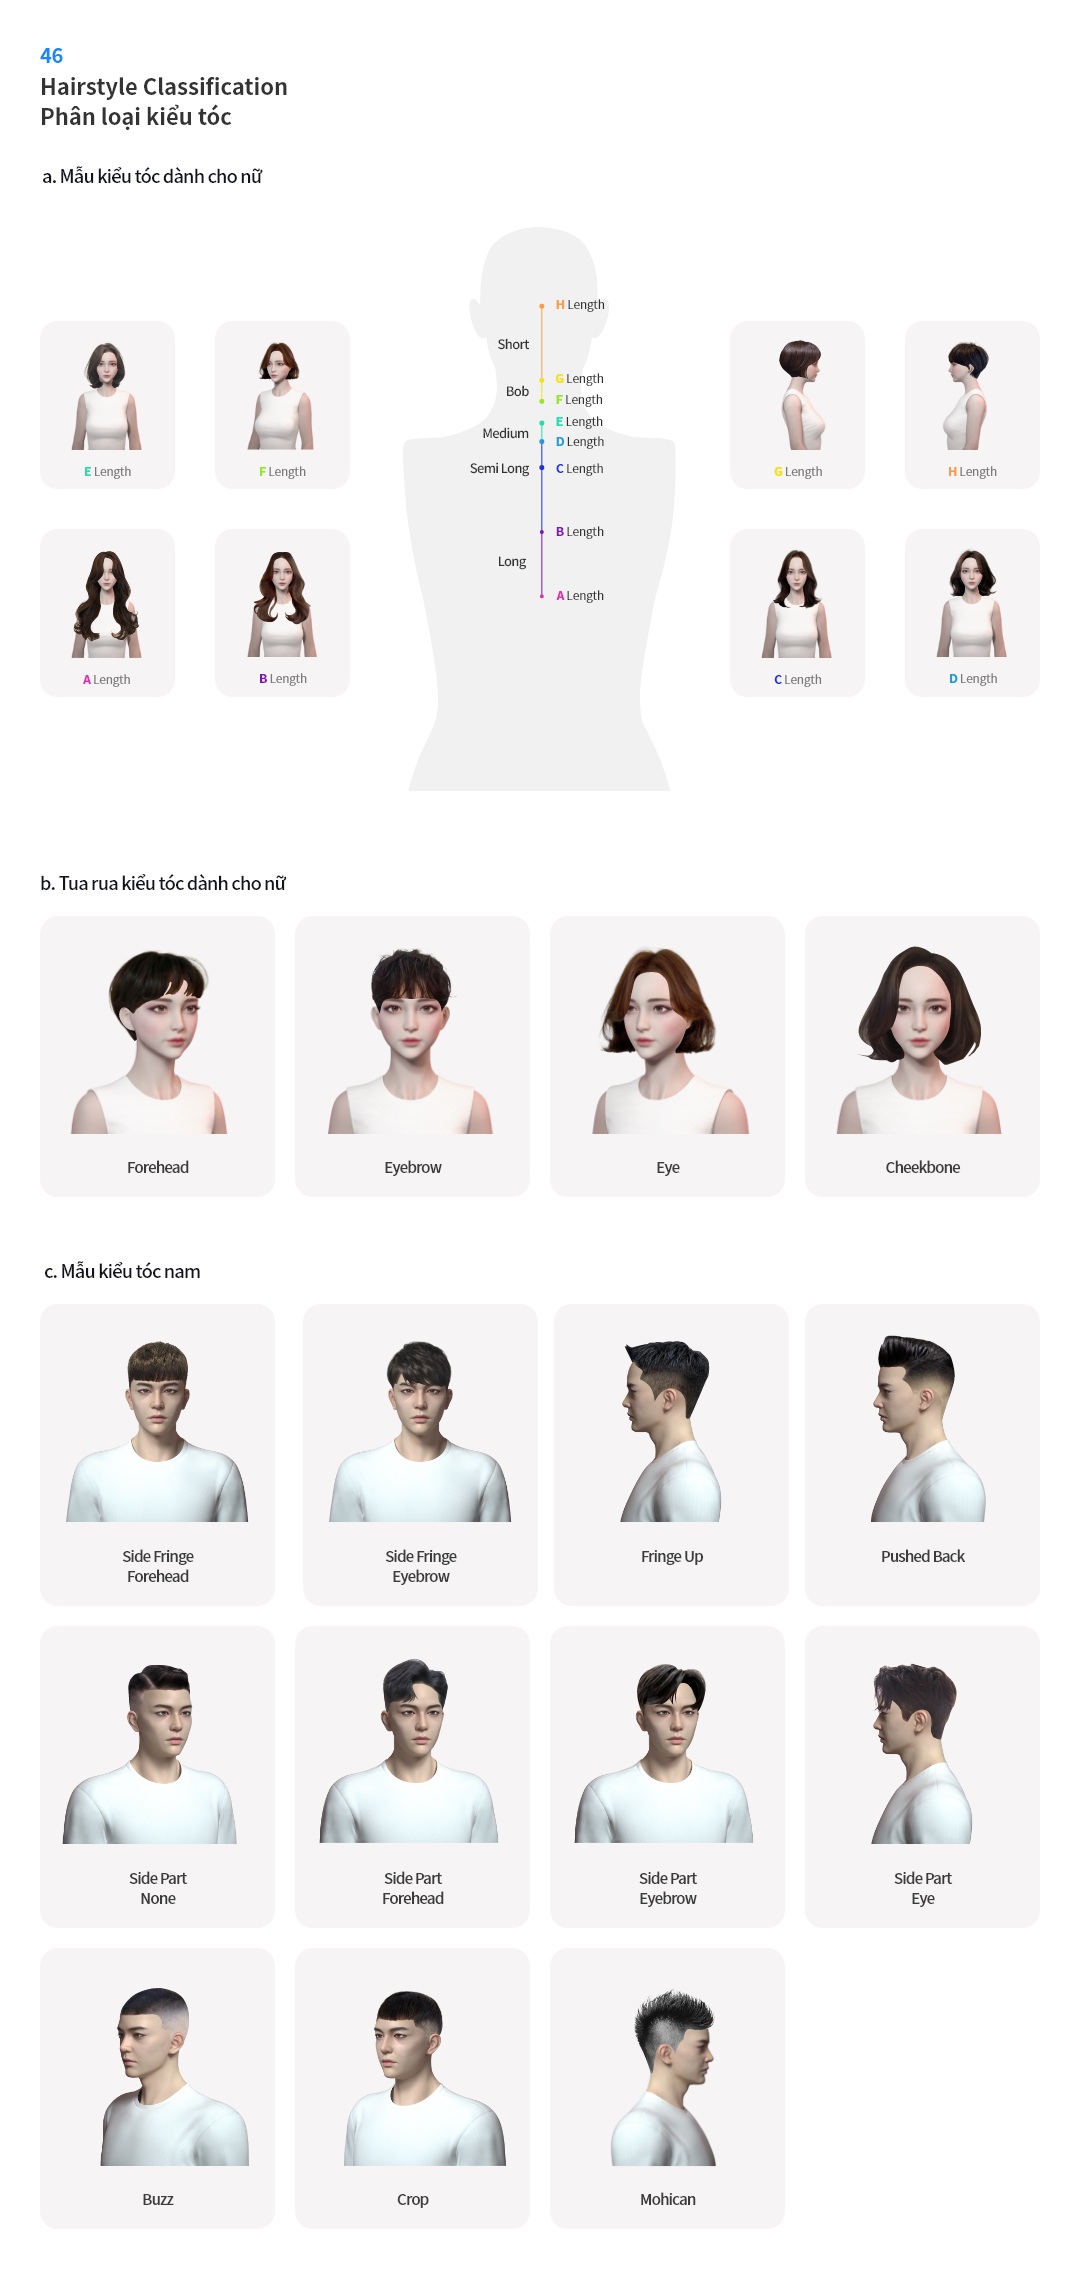 46
Hairstyle Classification
Phân loại kiểu tóc
a. Mẫu kiểu tóc dành cho nữ
H Length
Short
G Length
Bob
F Length
E Length
Medium
D Length
Semi Long
C Length
B Length
Long
A Length
E Length
F Length
G Length
H Length
A Length
B Length
C Length
D Length
b. Tua rua kiểu tóc dành cho nữ
Forehead
Eyebrow
Eye
Cheekbone
c. Mẫu kiểu tóc nam
Side Fringe
Forehead
Side Fringe
Eyebrow
Fringe Up
Pushed Back
Side Part
None
Side Part
Forehead
Side Part
Eyebrow
Side Part
Eye
Buzz
Crop
Mohican